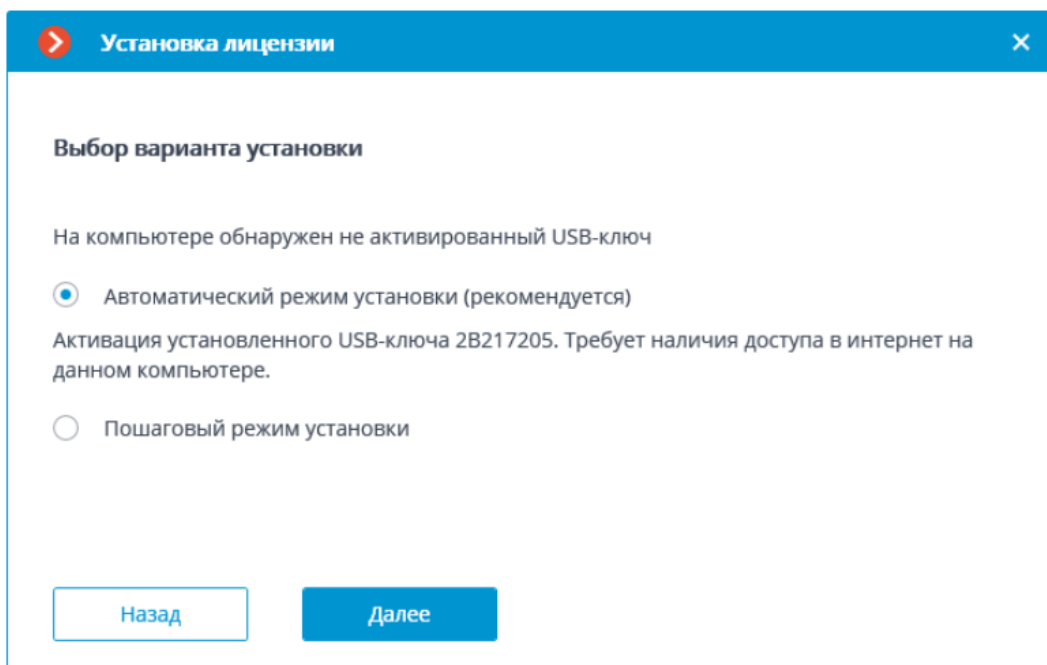 Установка лицензии
Выбор варианта установки
На компьютере обнаружен не активированный USB-ключ
Автоматический режим установки (рекомендуется)
Активация установленного USB-ключа 2B217205. Требует наличия доступа в интернет на
данном компьютере.
Пошаговый режим установки
Назад
Далее